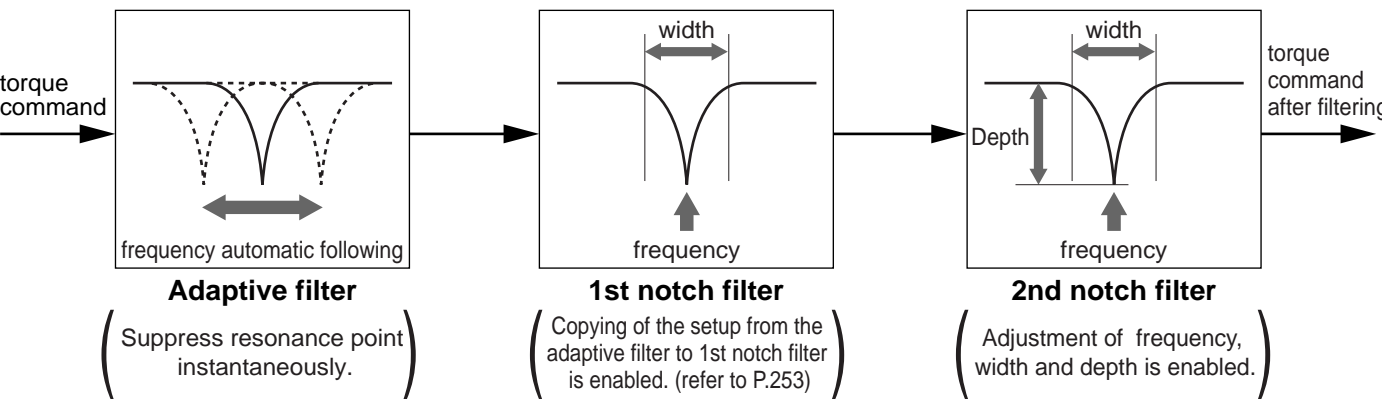 torque
command
frequency automatic following
Adaptive filter
Suppress resonance point
instantaneously.
width
frequency
1st notch filter
Copying of the setup from the
adaptive filter to 1st notch filter
is enabled. (refer to P.253)
width
Depth
frequency
2nd notch filter
Adjustment of frequency,
width and depth is enabled.
torque
command
after filtering